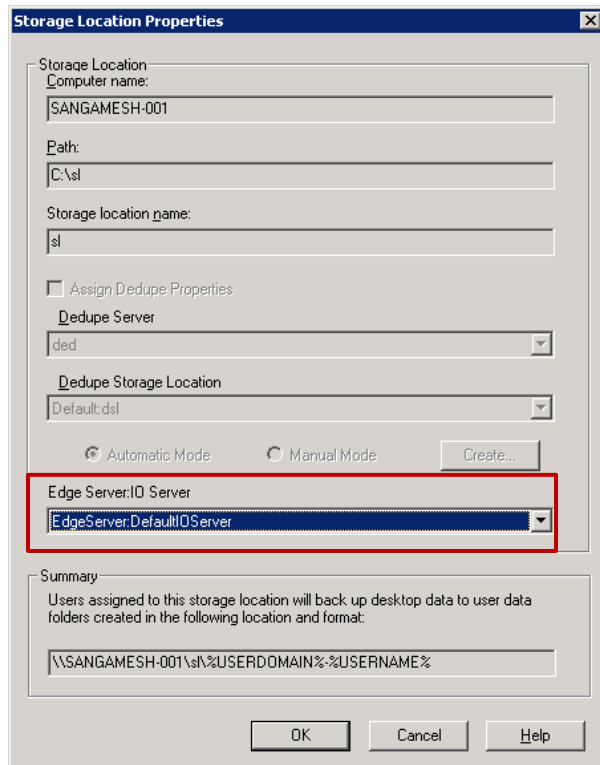 Storage Location Properties
Storage Location
Computer name:
SANGAMESH-001
Path:
C:\sl
Storage location name:
sl
Assign Dedupe Properties
Dedupe Server
ded
Dedupe Storage Location
Default:dsl
Automatic Mode Manual Mode Create...
Edge Server:IO Server
EdgeServer:DefaultIOServer
Summary
Users assigned to this storage location will back up desktop data to user data
folders created in the following location and format:
\\SANGAMESH-001\sl\%USERDOMAIN%-%USERNAME%
OK Cancel Help